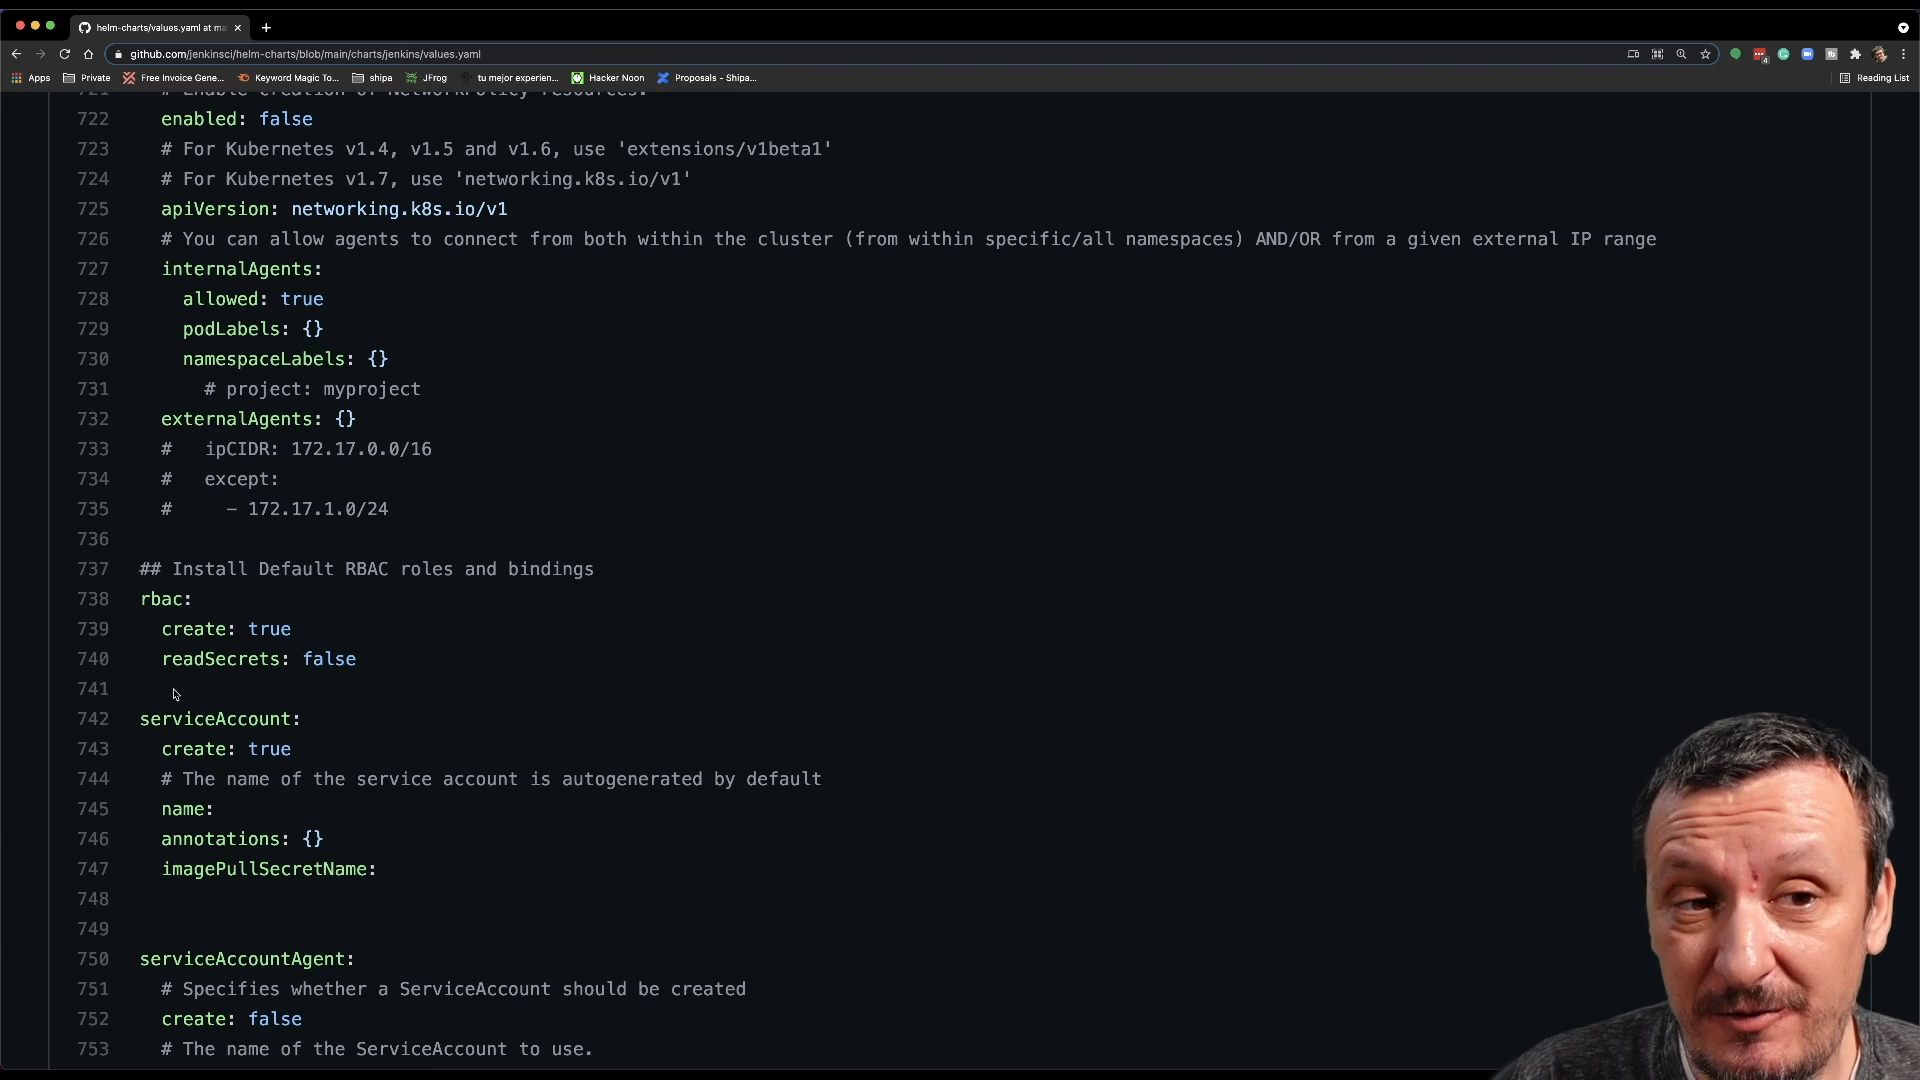 helm-charts/values.yaml at ma
github.com/jenkinsci/helm-charts/blob/main/charts/jenkins/values.yaml
4
Apps Private Free Invoice Gene... Keyword Magic To... shipa JFrog tu mejor experien... Hacker Noon Proposals - Shipa... Reading List
721 # Enable creation of NetworkPolicy resources.
722 enabled: false
723 # For Kubernetes v1.4, v1.5 and v1.6, use 'extensions/v1beta1'
724 # For Kubernetes v1.7, use 'networking.k8s.io/v1'
725 apiVersion: networking.k8s.io/v1
726 # You can allow agents to connect from both within the cluster (from within specific/all namespaces) AND/OR from a given external IP range
727 internalAgents:
728 allowed: true
729 podLabels: {}
730 namespaceLabels: {}
731 # project: myproject
732 externalAgents: {}
733 # ipCIDR: 172.17.0.0/16
734 # except:
735 # - 172.17.1.0/24
736
737 ## Install Default RBAC roles and bindings
738 rbac:
739 create: true
740 readSecrets: false
741
742 serviceAccount:
743 create: true
744 # The name of the service account is autogenerated by default
745 name:
746 annotations: {}
747 imagePullSecretName:
748
749
750 serviceAccountAgent:
751 # Specifies whether a ServiceAccount should be created
752 create: false
753 # The name of the ServiceAccount to use.